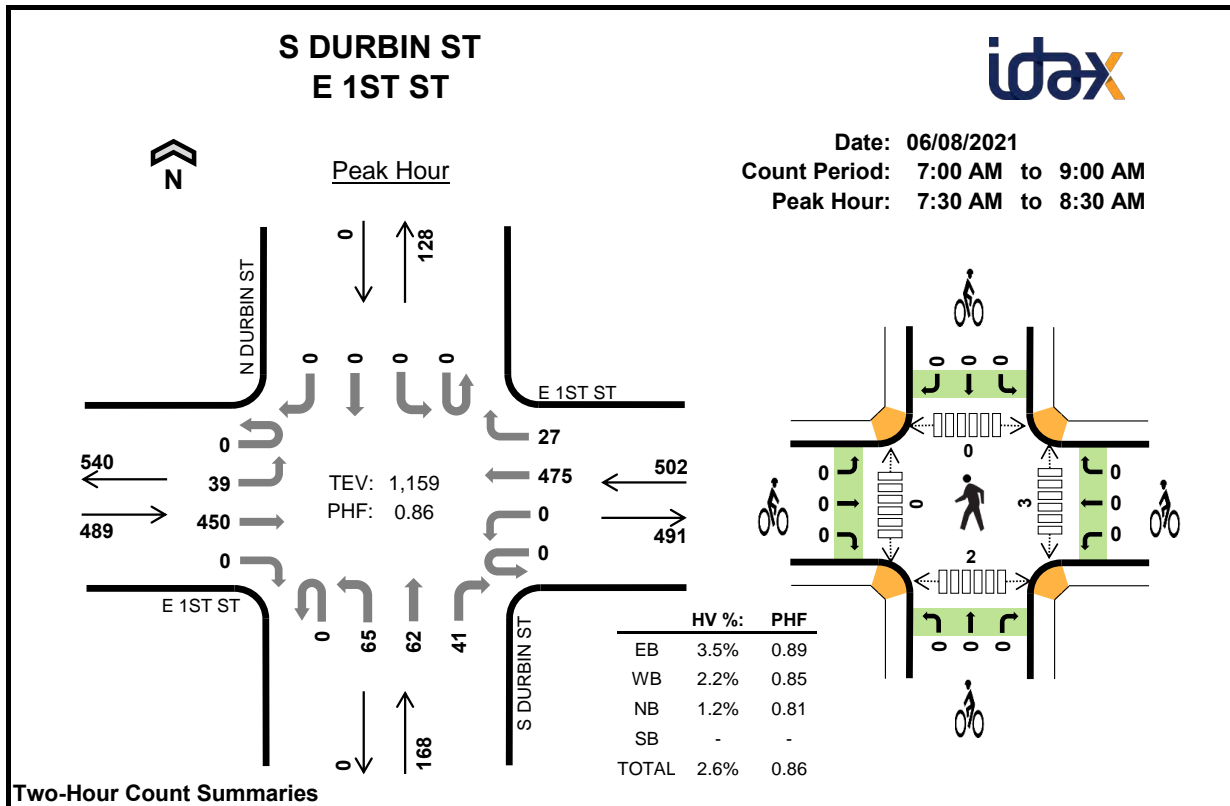 S DURBIN ST
E 1ST ST
idax
Date: 06/08/2021
Count Period: 7:00 AM to 9:00 AM
Peak Hour: 7:30 AM to 8:30 AM
N
Peak Hour
0
128
N DURBIN ST
0 0 0 0
E 1ST ST
0
39
450
0
540
489
TEV: 1,159
PHF: 0.86
27
475
0
0
502
491
E 1ST ST
0 65 62 41
S DURBIN ST
0
168
HV %: PHF
EB 3.5% 0.89
WB 2.2% 0.85
NB 1.2% 0.81
SB - -
TOTAL 2.6% 0.86
0 0 0
0
0
0
0
0
3
0
0
0
2
0 0 0
0
Two-Hour Count Summaries